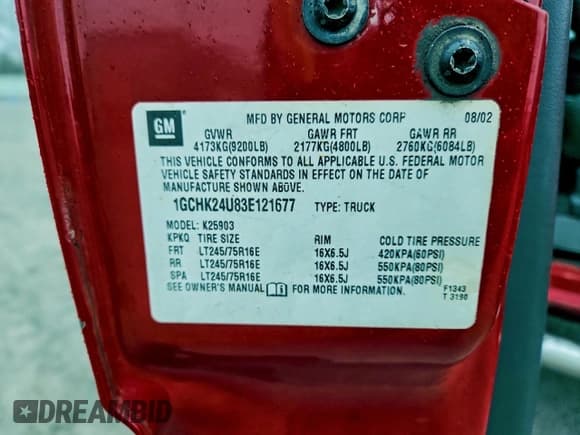 GM
MFD BY GENERAL MOTORS CORP 08/02
GVWR GAWR FRT GAWR RR
4173KG(9200LB) 2177KG(4800LB) 2760KG(6084LB)
THIS VEHICLE CONFORMS TO ALL APPLICABLE U.S. FEDERAL MOTOR
VEHICLE SAFETY STANDARDS IN EFFECT ON THE DATE OF
MANUFACTURE SHOWN ABOVE.
1GCHK24U83E121677 TYPE: TRUCK
MODEL: K25903
KPKQ TIRE SIZE RIM COLD TIRE PRESSURE
FRT LT245/75R16E 16X6.5J 420KPA(60PSI)
RR LT245/75R16E 16X6.5J 550KPA(80PSI)
SPA LT245/75R16E 16X6.5J 550KPA(80PSI)
SEE OWNER'S MANUAL FOR MORE INFORMATION. F1343
T 3190
DREAMBID